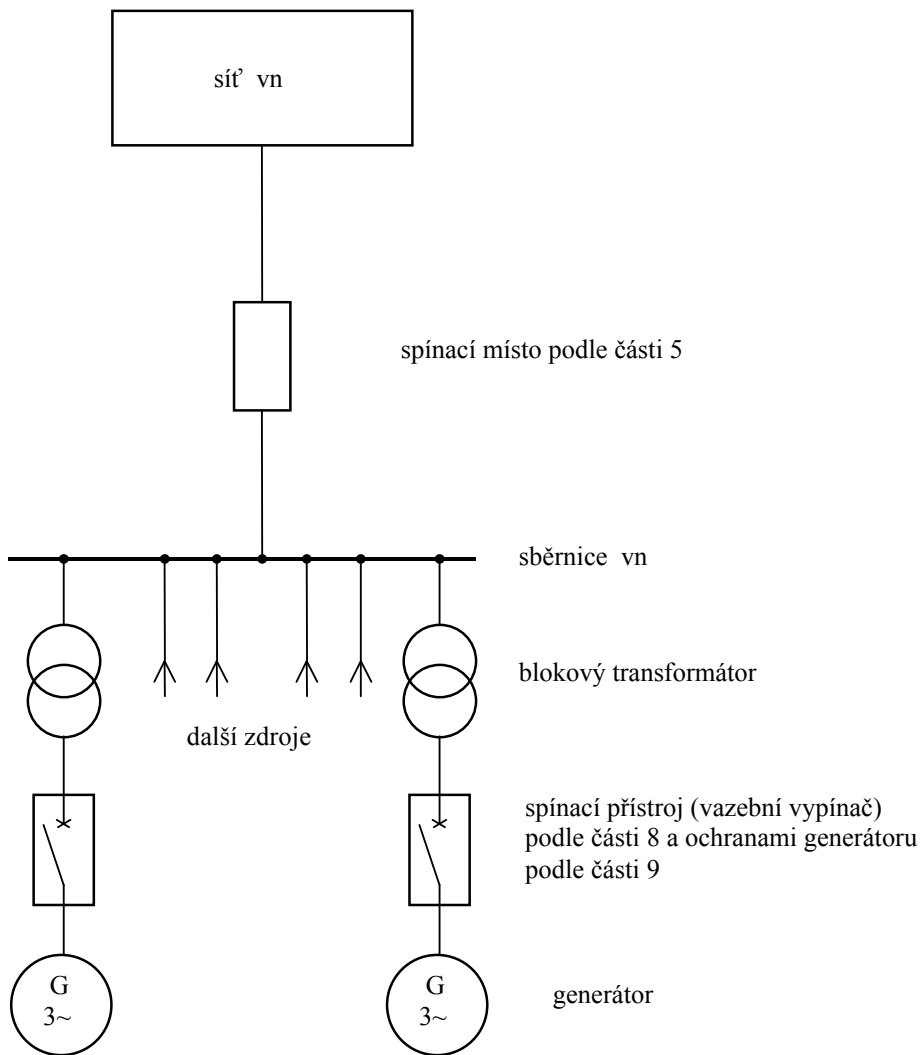 síť vn
spínací místo podle části 5
sběrnice vn
blokový transformátor
další zdroje
spínací přístroj (vazební vypínač)
podle části 8 a ochranami generátoru
podle části 9
G
3~
G
3~
generátor